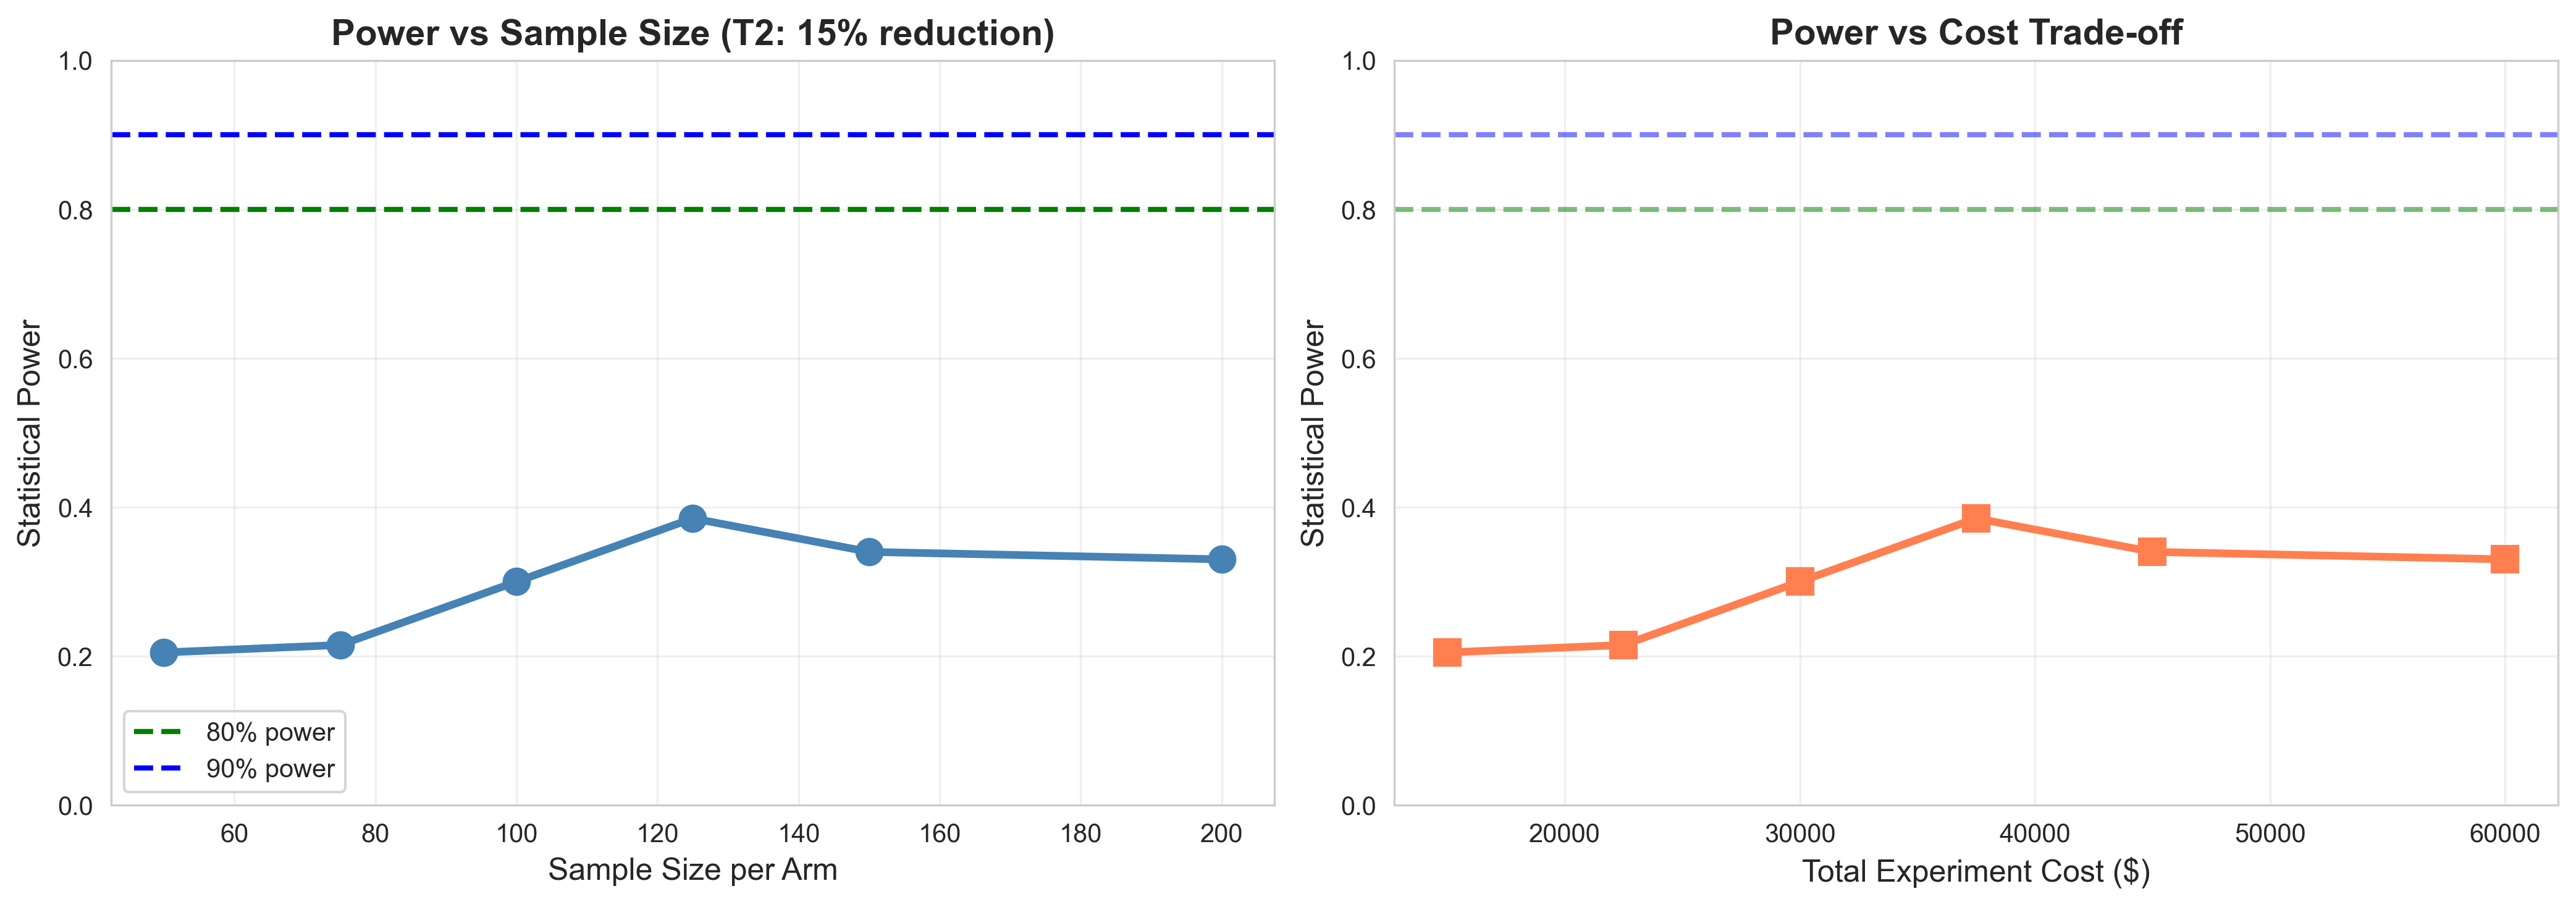 Power vs Sample Size (T2: 15% reduction)
1.0
0.8
0.6
0.4
0.2
0.0
Statistical Power
80% power
90% power
60 80 100 120 140 160 180 200
Sample Size per Arm
Power vs Cost Trade-off
1.0
0.8
0.6
0.4
0.2
0.0
Statistical Power
20000 30000 40000 50000 60000
Total Experiment Cost ($)